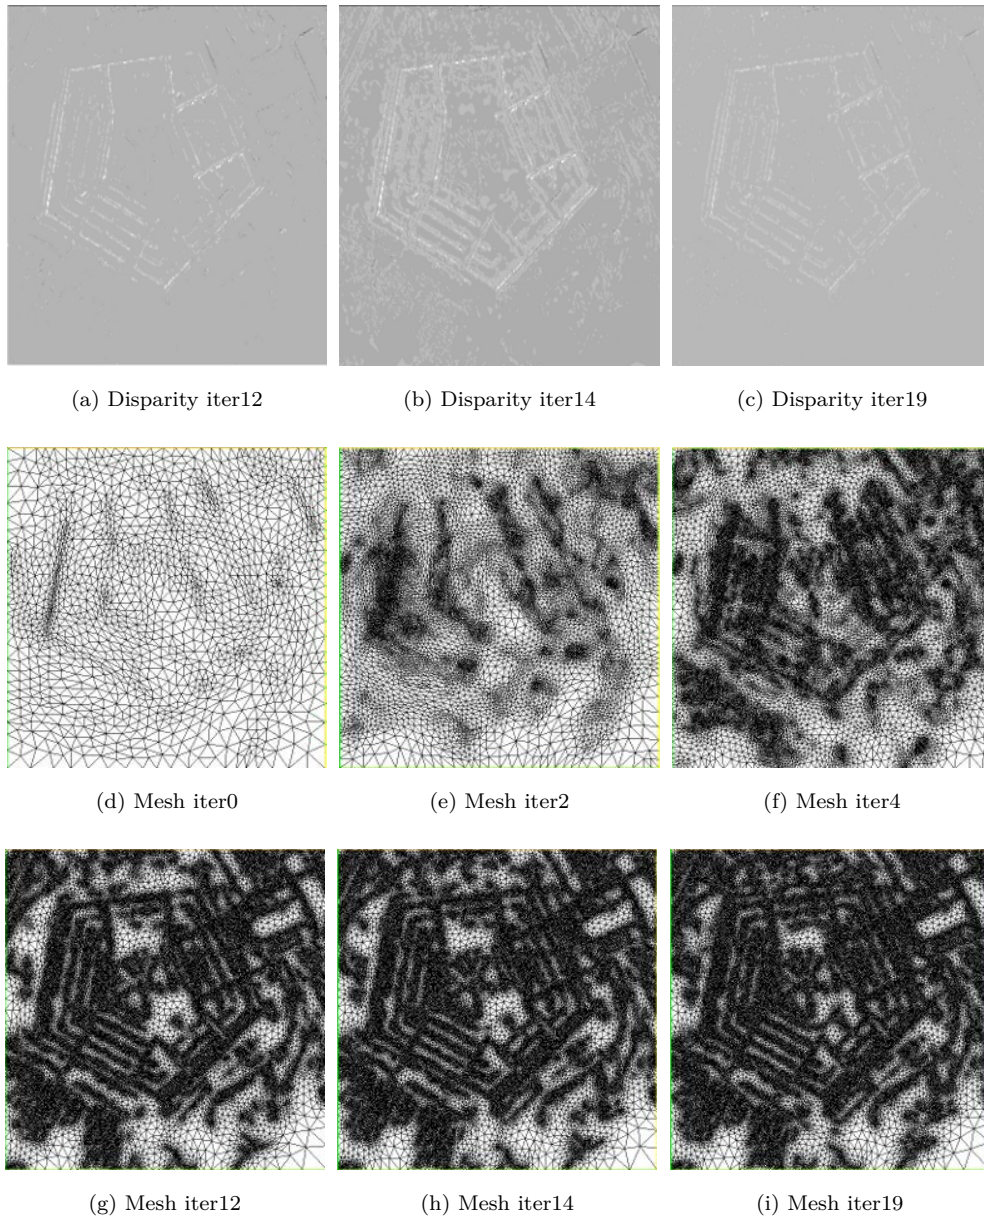 (a) Disparity iter12
(b) Disparity iter14
(c) Disparity iter19
(d) Mesh iter0
(e) Mesh iter2
(f) Mesh iter4
(g) Mesh iter12
(h) Mesh iter14
(i) Mesh iter19